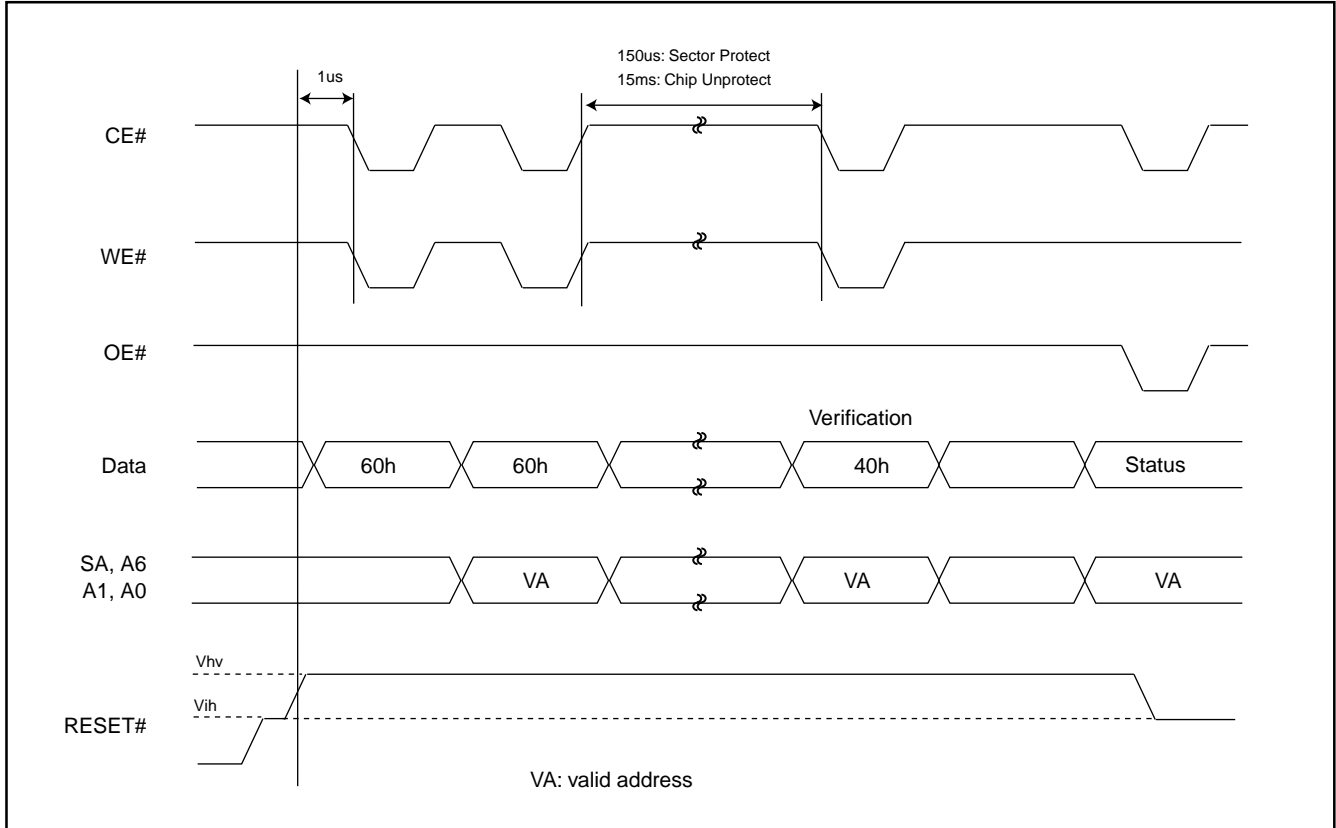 150us: Sector Protect
15ms: Chip Unprotect
1us
CE#
WE#
OE#
Verification
Data
60h
60h
40h
Status
SA, A6
A1, A0
VA
VA
VA
Vhv
Vih
RESET#
VA: valid address